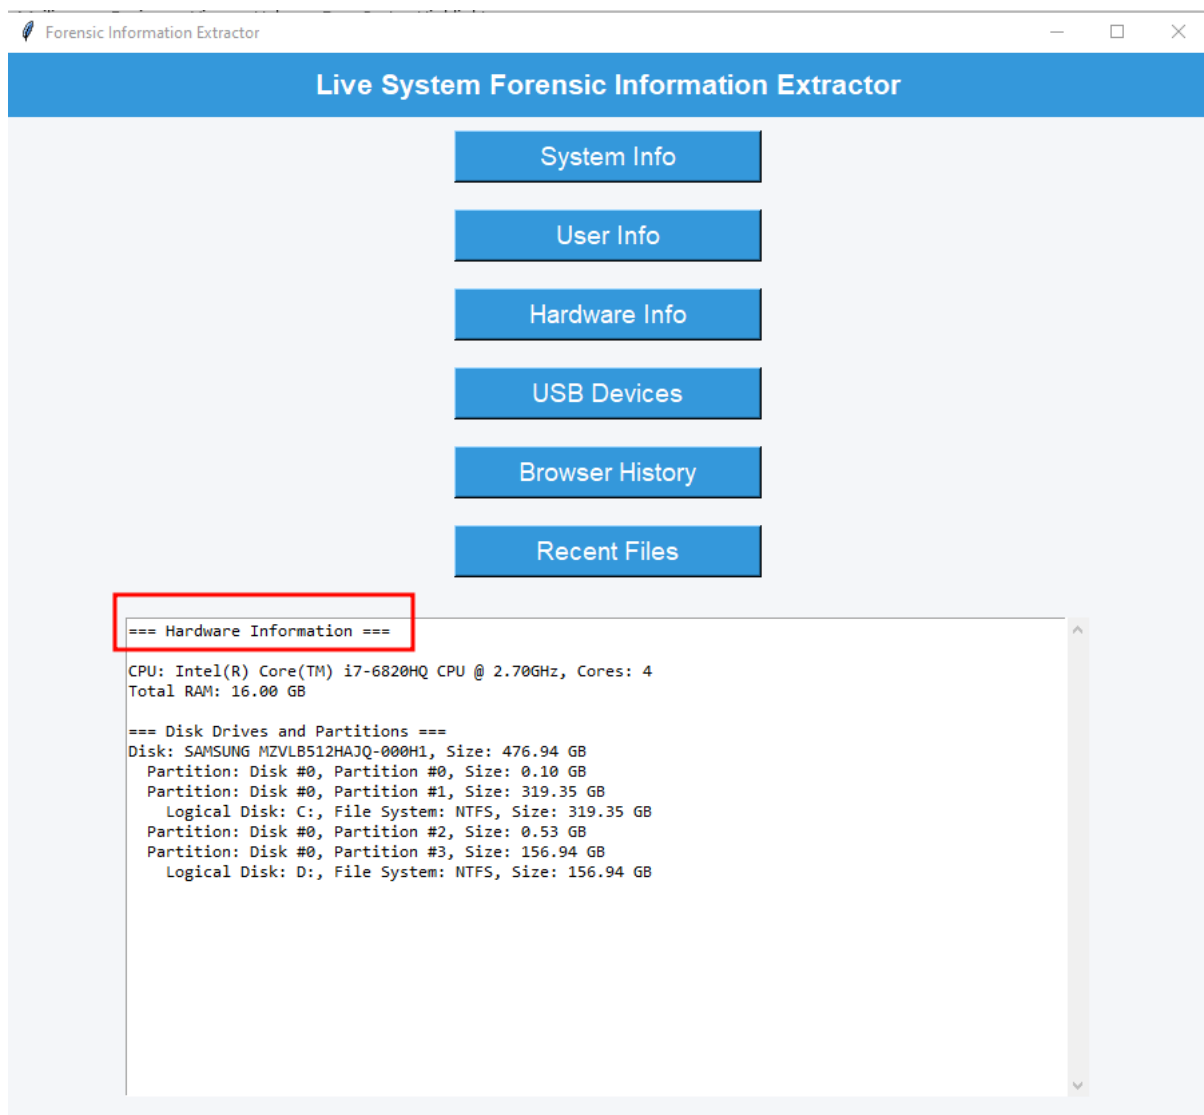 Forensic Information Extractor
Live System Forensic Information Extractor
System Info
User Info
Hardware Info
USB Devices
Browser History
Recent Files
=== Hardware Information ===
CPU: Intel(R) Core(TM) i7-6820HQ CPU @ 2.70GHz, Cores: 4
Total RAM: 16.00 GB
=== Disk Drives and Partitions ===
Disk: SAMSUNG MZVLB512HAJQ-000H1, Size: 476.94 GB
Partition: Disk #0, Partition #0, Size: 0.10 GB
Partition: Disk #0, Partition #1, Size: 319.35 GB
Logical Disk: C:, File System: NTFS, Size: 319.35 GB
Partition: Disk #0, Partition #2, Size: 0.53 GB
Partition: Disk #0, Partition #3, Size: 156.94 GB
Logical Disk: D:, File System: NTFS, Size: 156.94 GB